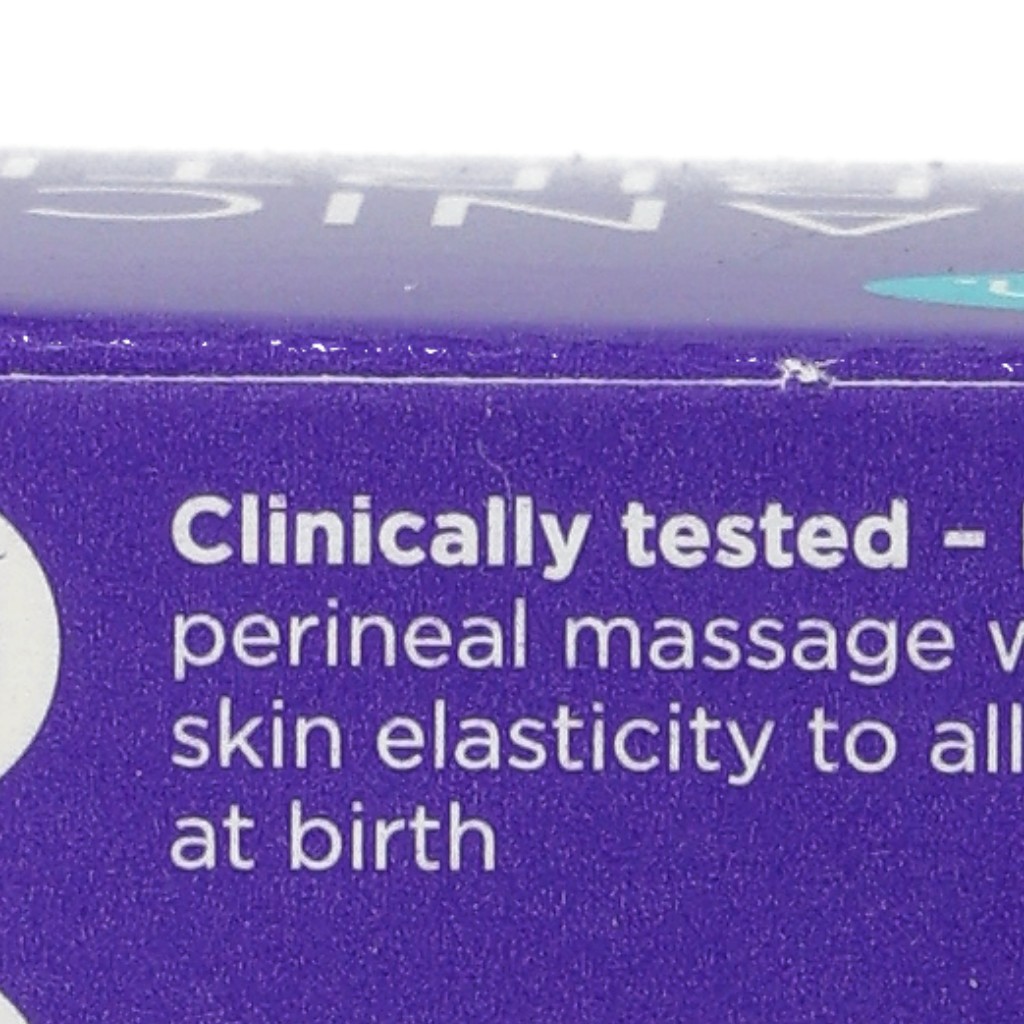 Clinically tested –
perineal massage
skin elasticity to all
at birth